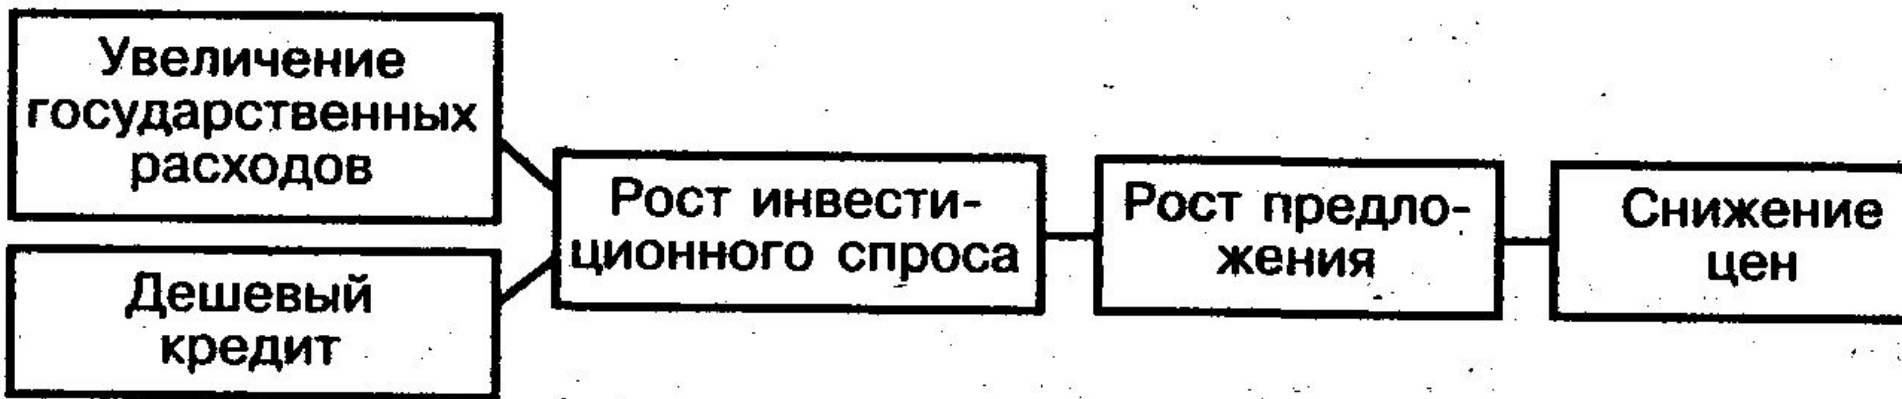 Увеличение
государственных
расходов
Дешевый
кредит
Рост инвести-
ционного спроса
Рост предло-
жения
Снижение
цен